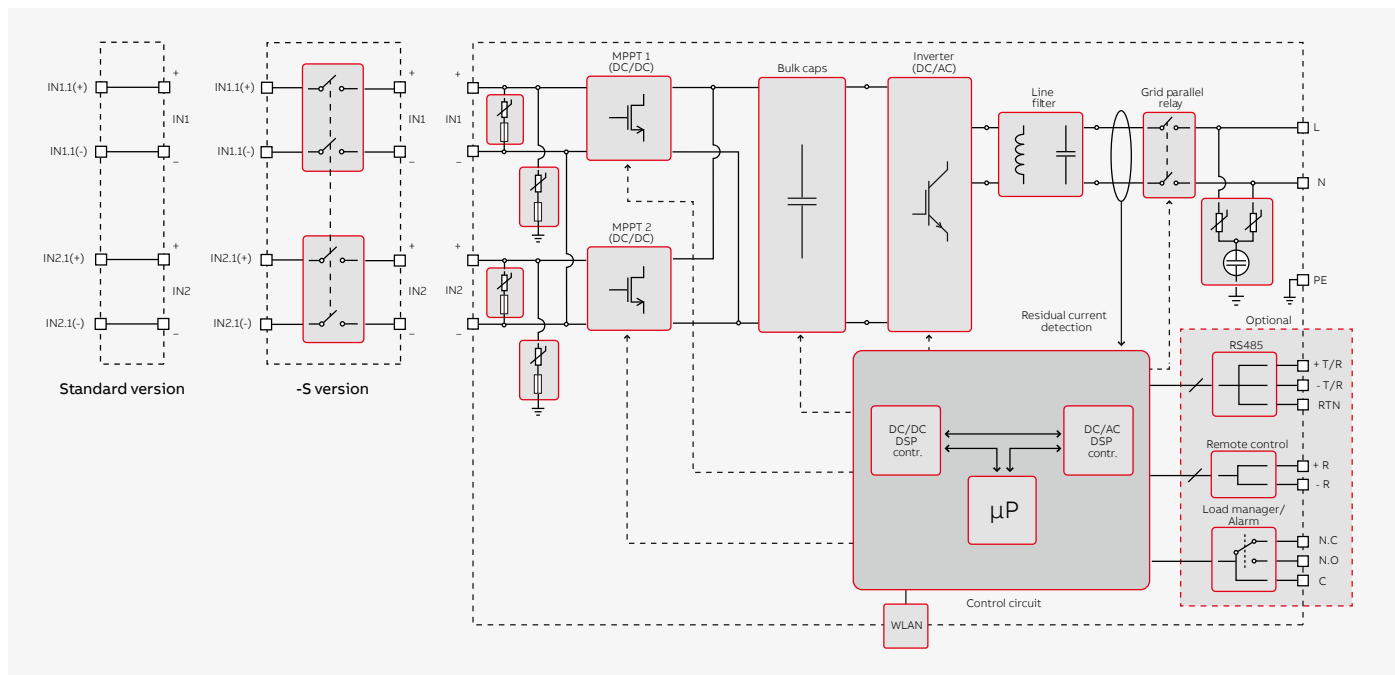 IN1.1(+)
+
IN1
IN1.1(-)
–
IN2.1(+)
+
IN2
IN2.1(-)
–
Standard version
IN1.1(+)
+
IN1
IN1.1(-)
–
IN2.1(+)
+
IN2
IN2.1(-)
–
-S version
+
IN1
–
+
IN2
–
MPPT 1
(DC/DC)
MPPT 2
(DC/DC)
Bulk caps
Inverter
(DC/AC)
Line
filter
Grid parallel
relay
L
N
PE
Residual current
detection
Optional
RS485
+ T/R
- T/R
RTN
Remote control
+ R
- R
Load manager/
Alarm
N.C
N.O
C
DC/DC
DSP
contr.
DC/AC
DSP
contr.
μP
Control circuit
WLAN